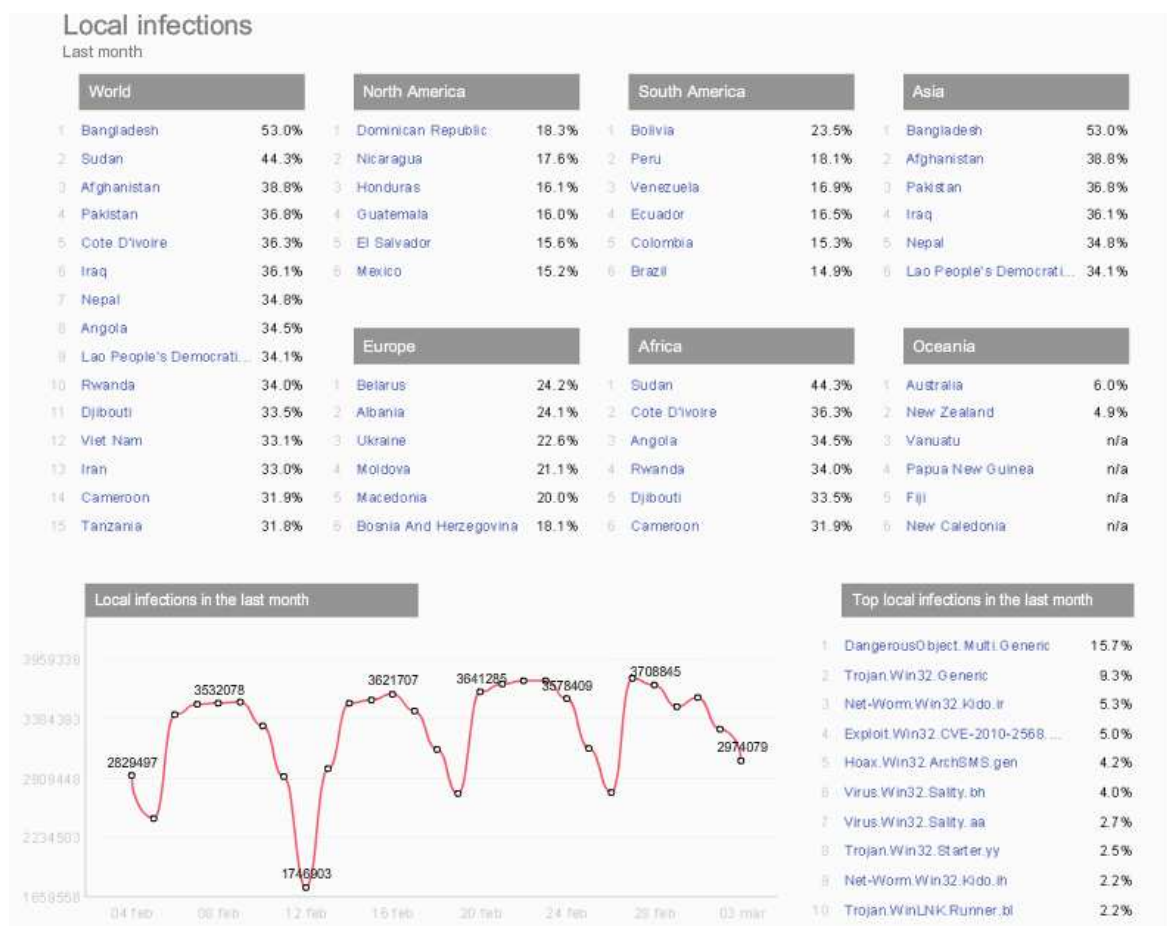 Local infections
Last month
World
1 Bangladesh 53.0%
2 Sudan 44.3%
3 Afghanistan 38.8%
4 Pakistan 36.8%
5 Cote D'ivoire 36.3%
6 Iraq 36.1%
7 Nepal 34.8%
8 Angola 34.5%
9 Lao People's Democrati... 34.1%
10 Rwanda 34.0%
11 Djibouti 33.5%
12 Viet Nam 33.1%
13 Iran 33.0%
14 Cameroon 31.9%
15 Tanzania 31.8%
North America
1 Dominican Republic 18.3%
2 Nicaragua 17.6%
3 Honduras 16.1%
4 Guatemala 16.0%
5 El Salvador 15.6%
6 Mexico 15.2%
South America
1 Bolivia 23.5%
2 Peru 18.1%
3 Venezuela 16.9%
4 Ecuador 16.5%
5 Colombia 15.3%
6 Brazil 14.9%
Asia
1 Bangladesh 53.0%
2 Afghanistan 38.8%
3 Pakistan 36.8%
4 Iraq 36.1%
5 Nepal 34.8%
6 Lao People's Democrati... 34.1%
Europe
1 Belarus 24.2%
2 Albania 24.1%
3 Ukraine 22.6%
4 Moldova 21.1%
5 Macedonia 20.0%
6 Bosnia And Herzegovina 18.1%
Africa
1 Sudan 44.3%
2 Cote D'ivoire 36.3%
3 Angola 34.5%
4 Rwanda 34.0%
5 Djibouti 33.5%
6 Cameroon 31.9%
Oceania
1 Australia 6.0%
2 New Zealand 4.9%
3 Vanuatu n/a
4 Papua New Guinea n/a
5 Fiji n/a
6 New Caledonia n/a
Local infections in the last month
3959338
3384393
2809448
2234503
1659558
2829497
3532078
1746903
3621707
3641285
3578409
3708845
2974079
04 feb 08 feb 12 feb 16 feb 20 feb 24 feb 28 feb 03 mar
Top local infections in the last month
1 DangerousObject.Multi.Generic 15.7%
2 Trojan.Win32.Generic 9.3%
3 Net-Worm.Win32.Kido.ir 5.3%
4 Exploit.Win32.CVE-2010-2568.... 5.0%
5 Hoax.Win32.ArchSMS.gen 4.2%
6 Virus.Win32.Sality.bh 4.0%
7 Virus.Win32.Sality.aa 2.7%
8 Trojan.Win32.Starter.yy 2.5%
9 Net-Worm.Win32.Kido.ih 2.2%
10 Trojan.WinLNK.Runner.bl 2.2%